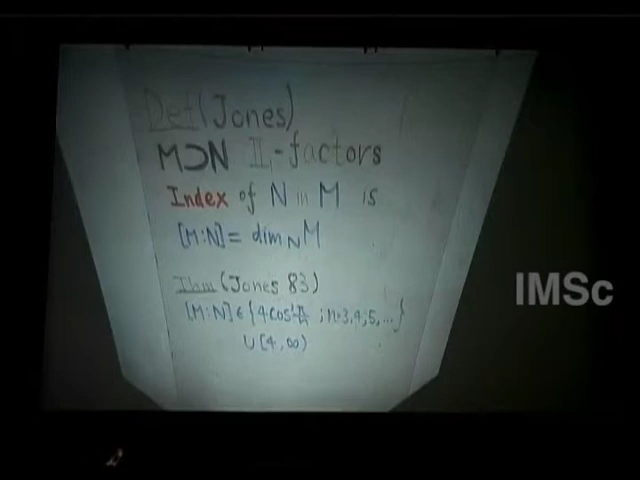 Def (Jones)
M⊃N II₁-factors
Index of N in M is
[M:N] = dim_N M
Thm (Jones 83)
[M:N] ∈ {4cos²π/n ; n=3,4,5,...}
∪ [4,∞)
IMSc